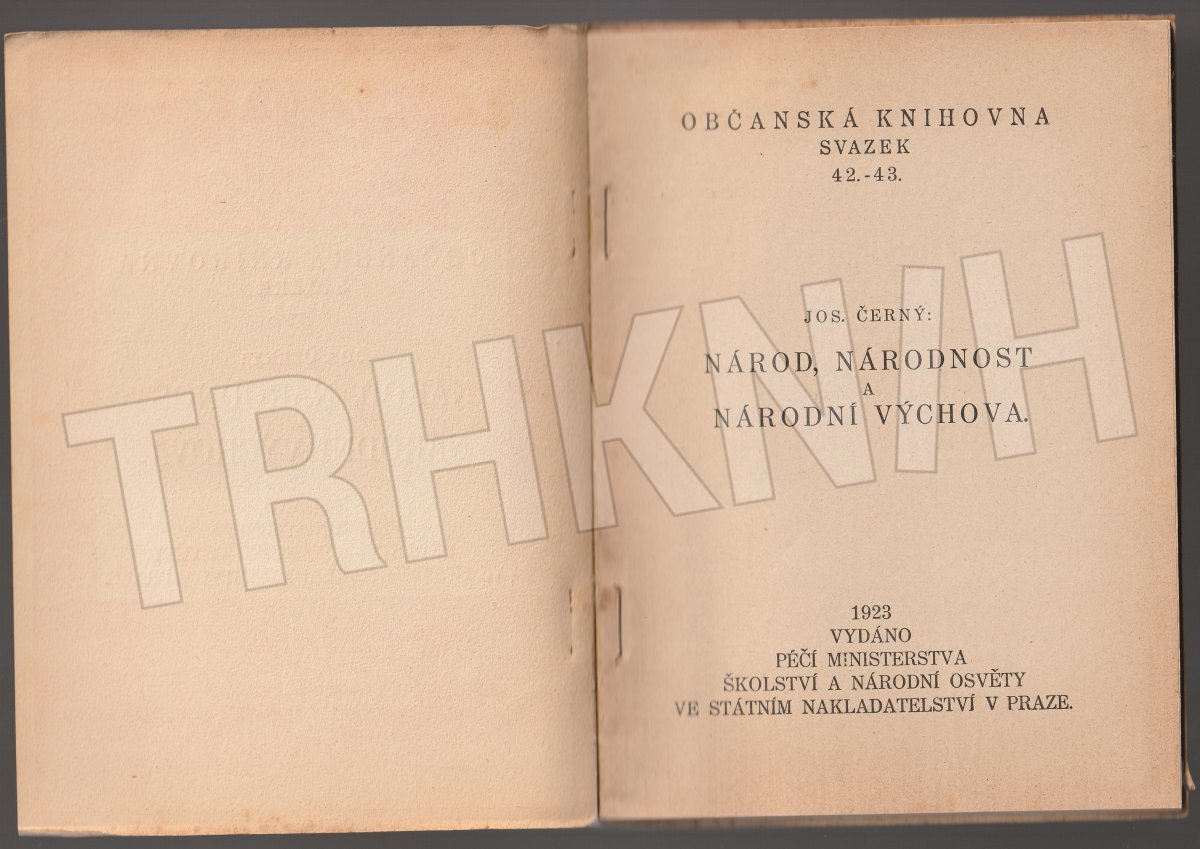 OBČANSKÁ KNIHOVNA
SVAZEK
42.-43.
JOS. ČERNÝ:
NÁROD, NÁRODNOST
A
NÁRODNÍ VÝCHOVA.
1923
VYDÁNO
PÉČÍ MINISTERSTVA
ŠKOLSTVÍ A NÁRODNÍ OSVĚTY
VE STÁTNÍM NAKLADATELSTVÍ V PRAZE.
TRHKNIH